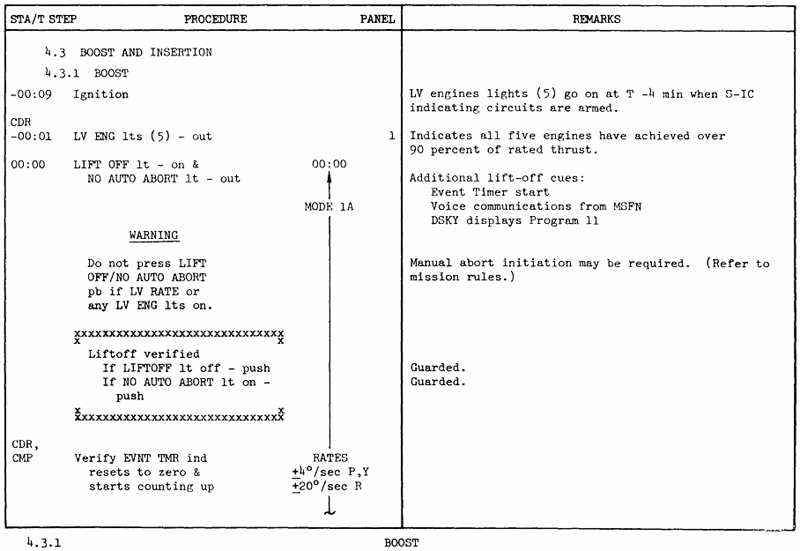 STA/T STEP PROCEDURE PANEL REMARKS
4.3 BOOST AND INSERTION
4.3.1 BOOST
-00:09 Ignition LV engines lights (5) go on at T -4 min when S-IC
indicating circuits are armed.
CDR
-00:01 LV ENG lts (5) - out 1 Indicates all five engines have achieved over
90 percent of rated thrust.
00:00 LIFT OFF lt - on & 00:00
NO AUTO ABORT lt - out Additional lift-off cues:
Event Timer start
MODE 1A Voice communications from MSFN
DSKY displays Program 11
WARNING
Do not press LIFT Manual abort initiation may be required. (Refer to
OFF/NO AUTO ABORT mission rules.)
pb if LV RATE or
any LV ENG lts on.
xxxxxxxxxxxxxxxxxxxxxxxxxxxxxx
x x
Liftoff verified
If LIFTOFF lt off - push Guarded.
If NO AUTO ABORT lt on - Guarded.
push
x x
xxxxxxxxxxxxxxxxxxxxxxxxxxxxxx
CDR,
CMP Verify EVNT TMR ind RATES
resets to zero & ±4°/sec P,Y
starts counting up ±20°/sec R
4.3.1 BOOST